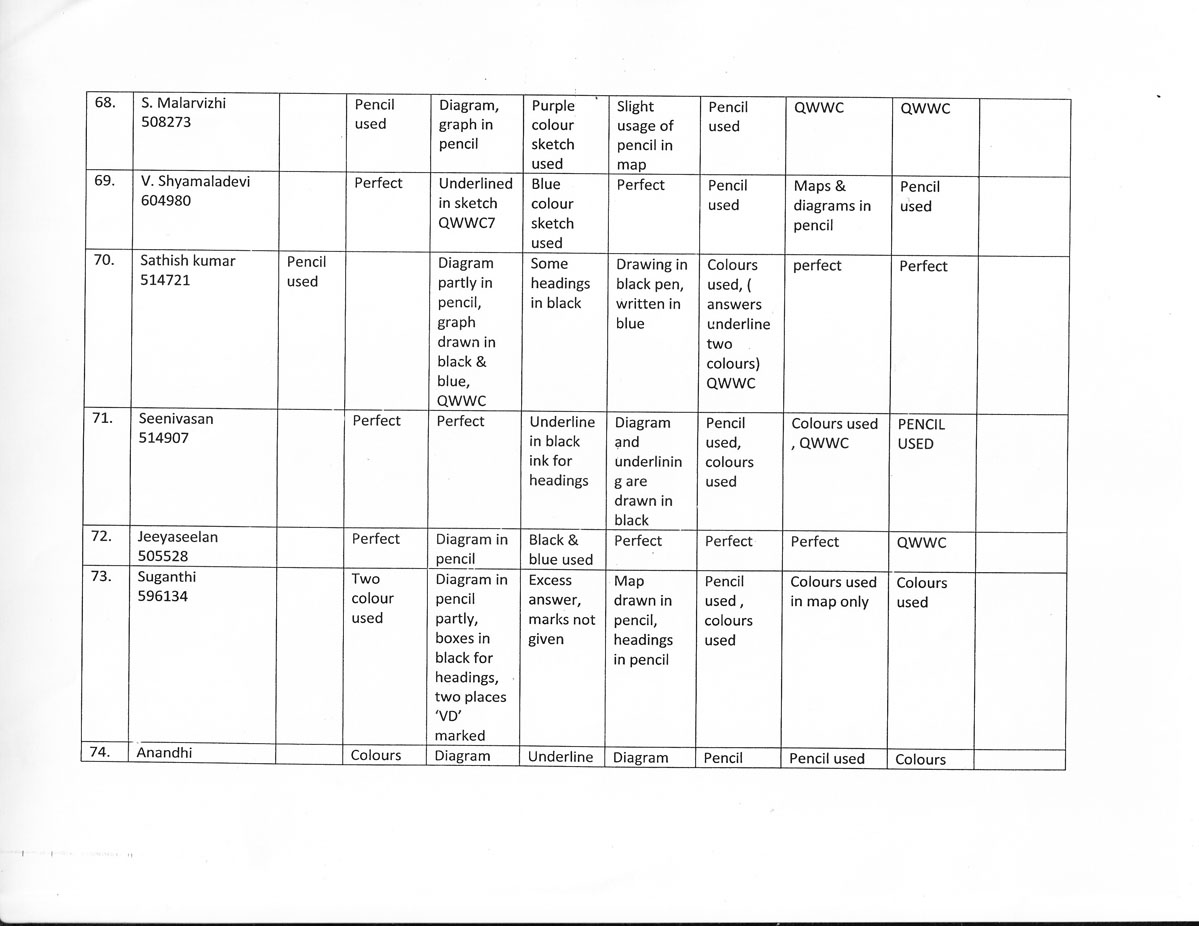 68. S. Malarvizhi 508273
Pencil used
Diagram, graph in pencil
Purple colour sketch used
Slight usage of pencil in map
Pencil used
QWWC
QWWC
69. V. Shyamaladevi 604980
Perfect
Underlined in sketch QWWC7
Blue colour sketch used
Perfect
Pencil used
Maps & diagrams in pencil
Pencil used
70. Sathish kumar 514721
Pencil used
Diagram partly in pencil, graph drawn in black & blue, QWWC
Some headings in black
Drawing in black pen, written in blue
Colours used, ( answers underline two colours) QWWC
perfect
Perfect
71. Seenivasan 514907
Perfect
Perfect
Underline in black ink for headings
Diagram and underlinin g are drawn in black
Pencil used, colours used
Colours used , QWWC
PENCIL USED
72. Jeeyaseelan 505528
Perfect
Diagram in pencil
Black & blue used
Perfect
Perfect
Perfect
QWWC
73. Suganthi 596134
Two colour used
Diagram in pencil partly, boxes in black for headings, two places ‘VD’ marked
Excess answer, marks not given
Map drawn in pencil, headings in pencil
Pencil used , colours used
Colours used in map only
Colours used
74. Anandhi
Colours
Diagram
Underline
Diagram
Pencil
Pencil used
Colours